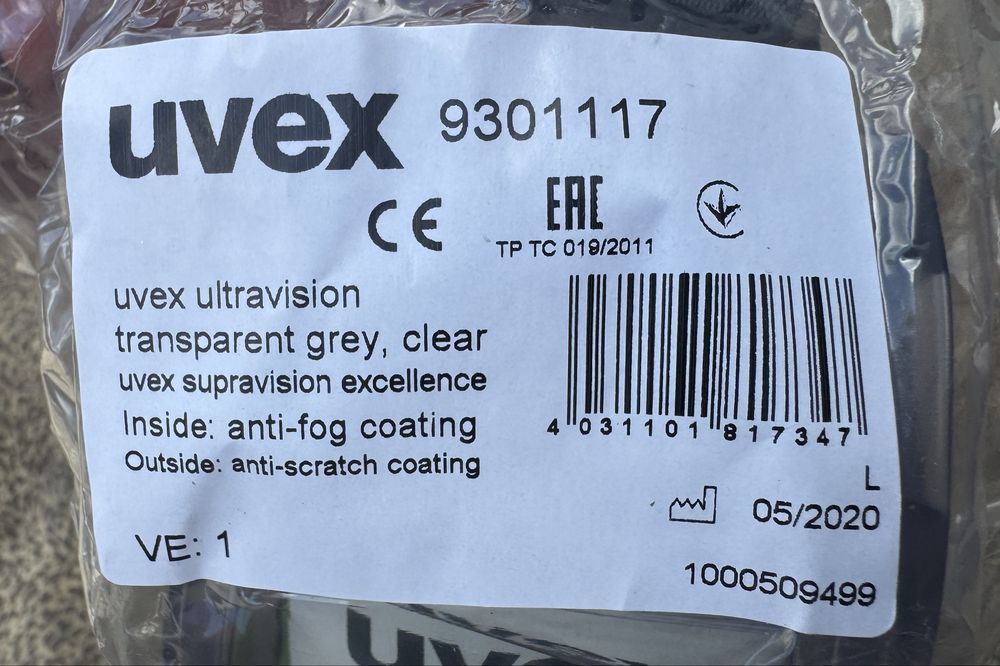 uvex 9301117
CE EAC
TP TC 019/2011
uvex ultravision
transparent grey, clear
uvex supravision excellence
Inside: anti-fog coating
Outside: anti-scratch coating
4 031101 817347
L
05/2020
VE: 1
1000509499
uvex